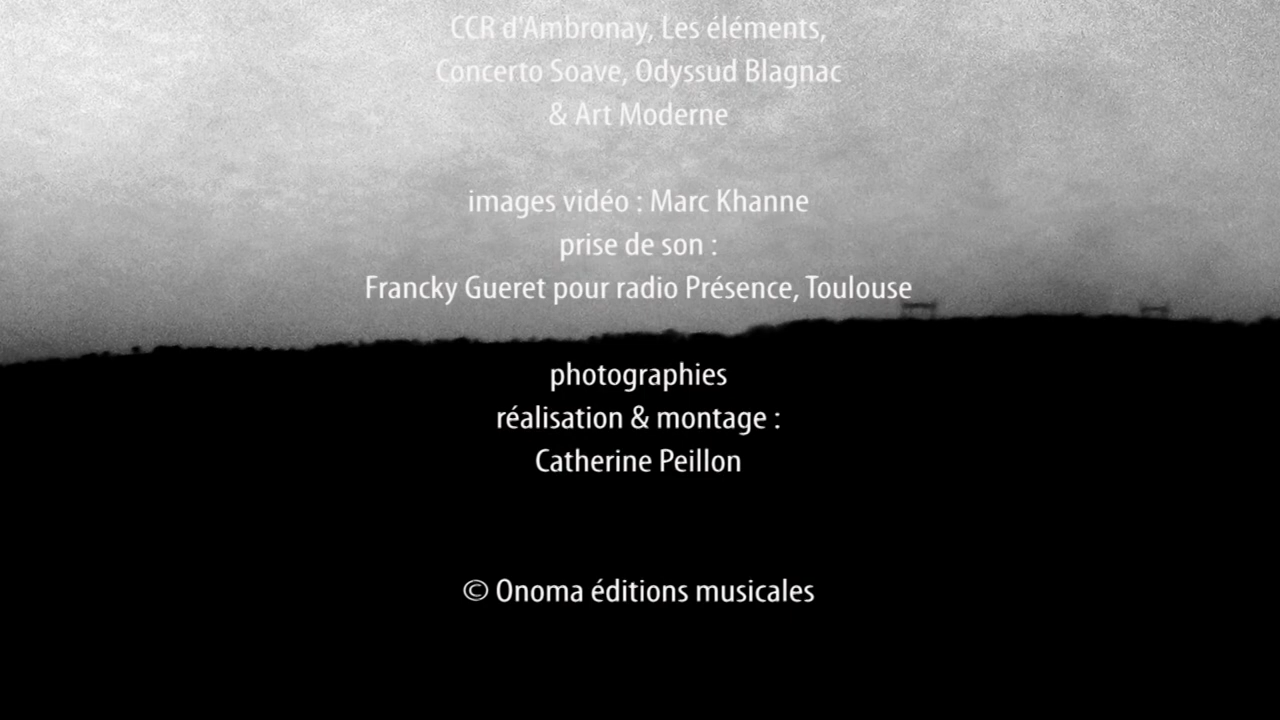 CCR d'Ambronay, Les éléments,
Concerto Soave, Odyssud Blagnac
& Art Moderne
images vidéo : Marc Khanne
prise de son :
Francky Gueret pour radio Présence, Toulouse
photographies
réalisation & montage :
Catherine Peillon
© Onoma éditions musicales